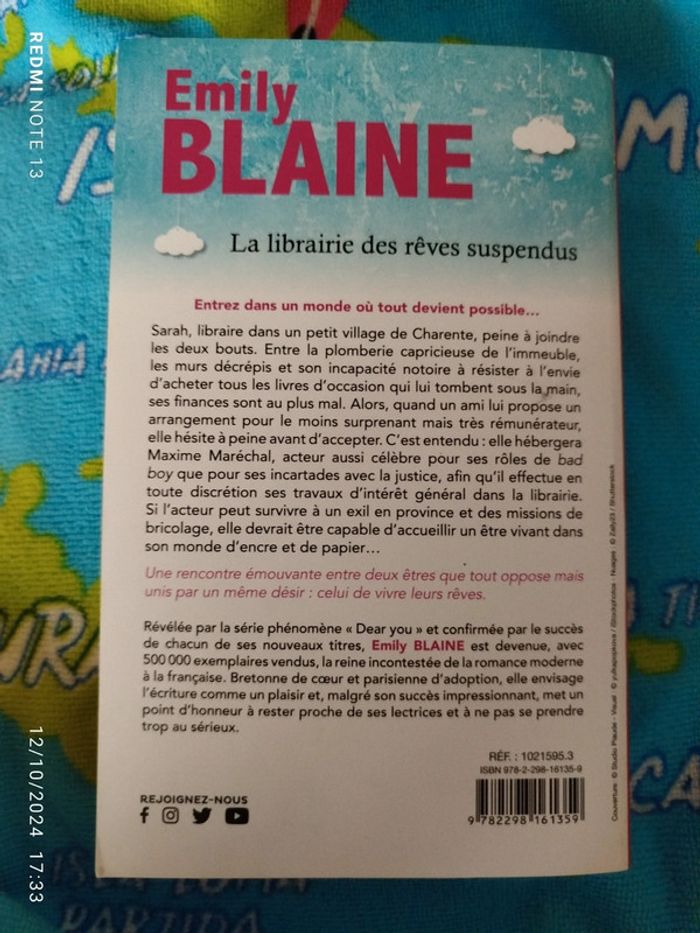 REDMI NOTE 13
Emily
BLAINE
La librairie des rêves suspendus
Entrez dans un monde où tout devient possible...
Sarah, libraire dans un petit village de Charente, peine à joindre
les deux bouts. Entre la plomberie capricieuse de l'immeuble,
les murs décrépis et son incapacité notoire à résister à l'envie
d'acheter tous les livres d'occasion qui lui tombent sous la main,
ses finances sont au plus mal. Alors, quand un ami lui propose un
arrangement pour le moins surprenant mais très rémunérateur,
elle hésite à peine avant d'accepter. C'est entendu : elle hébergera
Maxime Maréchal, acteur aussi célèbre pour ses rôles de bad
boy que pour ses incartades avec la justice, afin qu'il effectue en
toute discrétion ses travaux d'intérêt général dans la librairie.
Si l'acteur peut survivre à un exil en province et des missions de
bricolage, elle devrait être capable d'accueillir un être vivant dans
son monde d'encre et de papier...
Une rencontre émouvante entre deux êtres que tout oppose mais
unis par un même désir : celui de vivre leurs rêves.
Révélée par la série phénomène « Dear you » et confirmée par le succès
de chacun de ses nouveaux titres, Emily BLAINE est devenue, avec
500 000 exemplaires vendus, la reine incontestée de la romance moderne
à la française. Bretonne de cœur et parisienne d'adoption, elle envisage
l'écriture comme un plaisir et, malgré son succès impressionnant, met un
point d'honneur à rester proche de ses lectrices et à ne pas se prendre
trop au sérieux.
RÉF. : 1021595.3
ISBN 978-2-298-16135-9
9 782298 161359
REJOIGNEZ-NOUS
Couverture : © Studio Piaude - Visuel : © yulkapopkova / iStockphotos - Nuages : © Zaily23 / Shutterstock
12/10/2024 17:33
PARTIDA